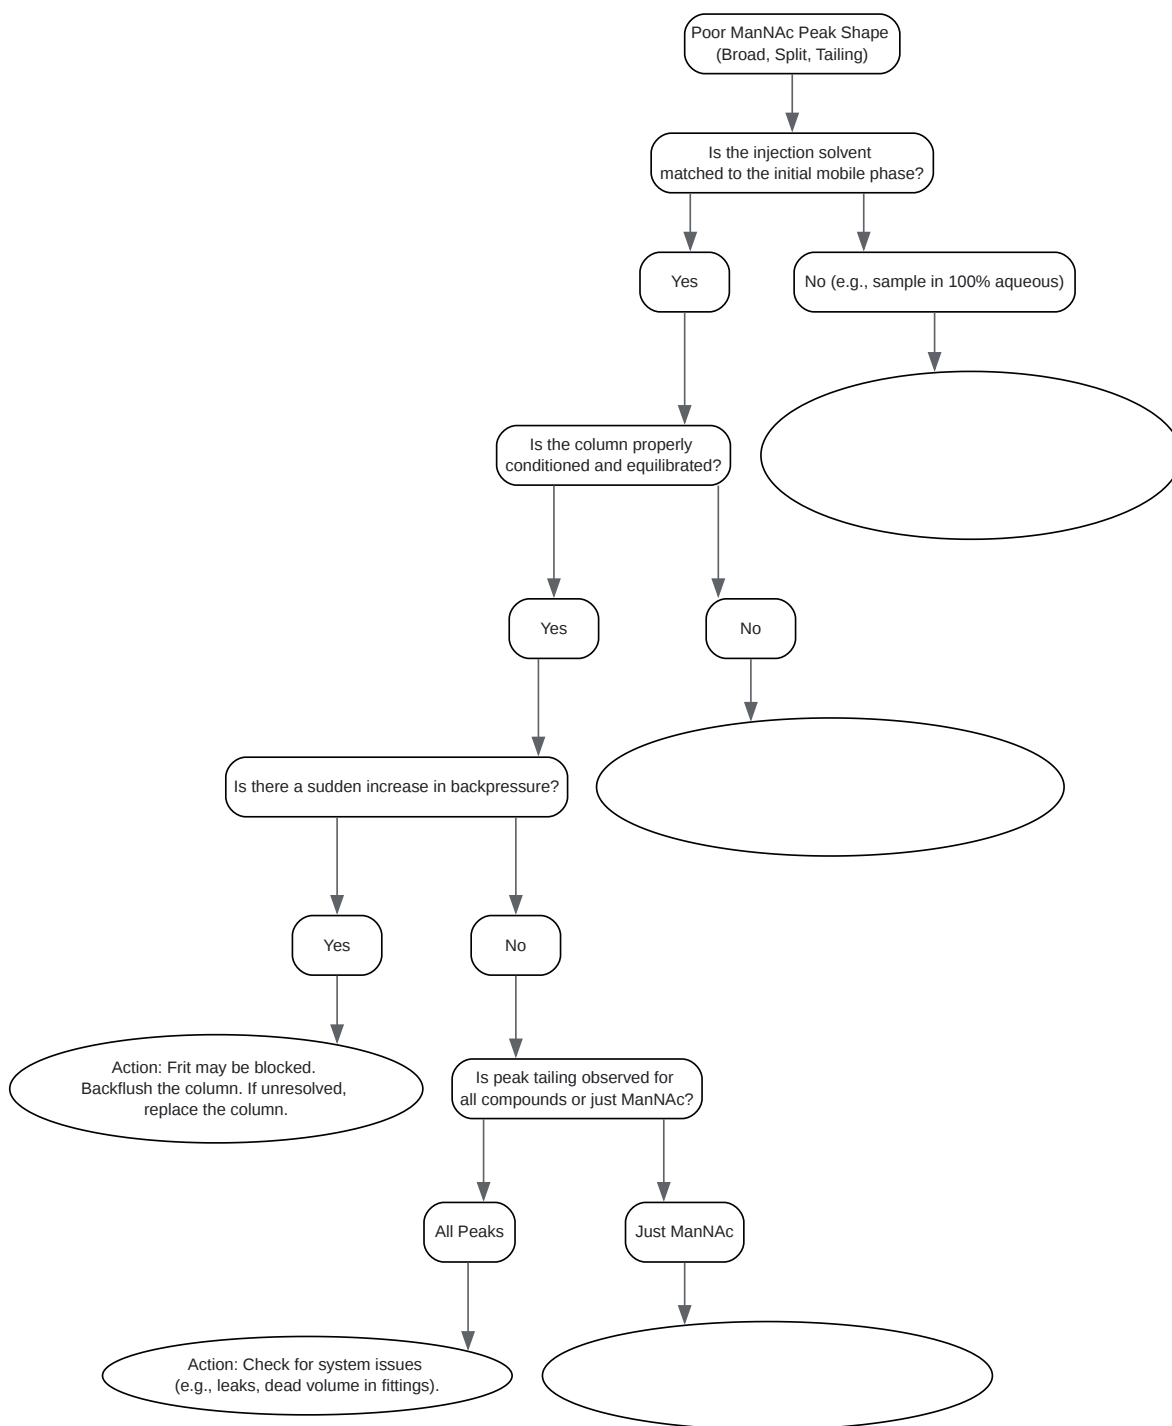 Poor ManNAc Peak Shape
(Broad, Split, Tailing)
Is the injection solvent
matched to the initial mobile phase?
Yes
No (e.g., sample in 100% aqueous)
Is the column properly
conditioned and equilibrated?
Yes
No
Is there a sudden increase in backpressure?
Yes
No
Action: Frit may be blocked.
Backflush the column. If unresolved,
replace the column.
Is peak tailing observed for
all compounds or just ManNAc?
All Peaks
Just ManNAc
Action: Check for system issues
(e.g., leaks, dead volume in fittings).